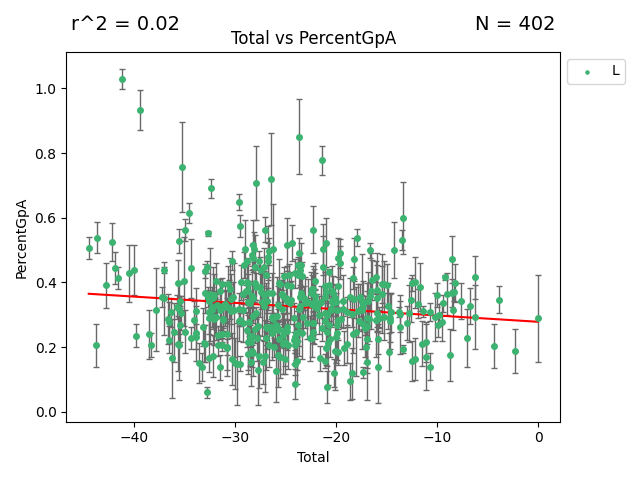 r^2 = 0.02
N = 402
Total vs PercentGpA
L
PercentGpA
1.0
0.8
0.6
0.4
0.2
0.0
−40
−30
−20
−10
0
Total